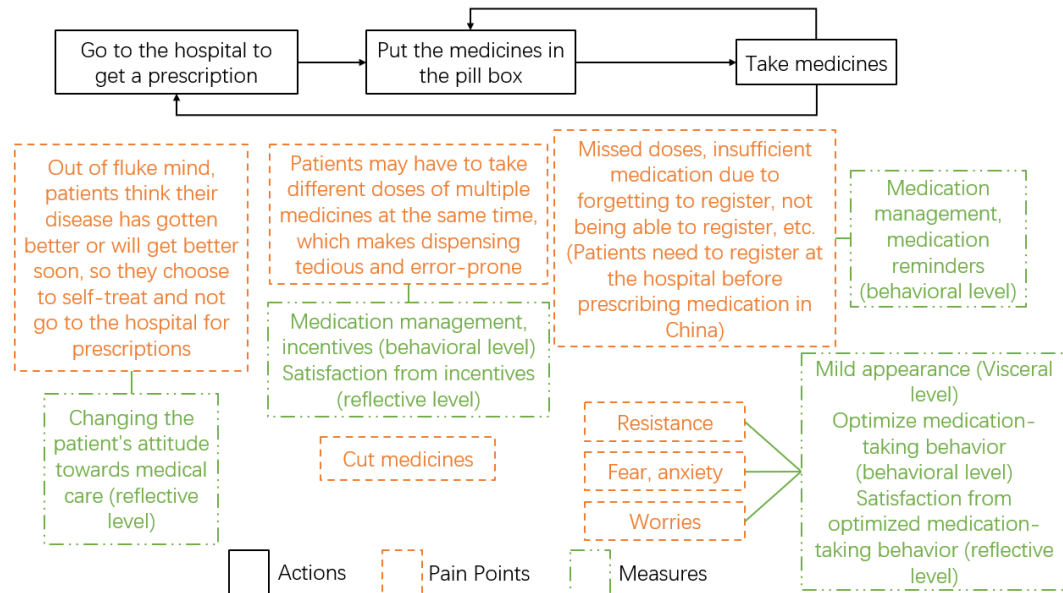 Go to the hospital to
get a prescription
Put the medicines in
the pill box
Take medicines
Out of fluke mind,
patients think their
disease has gotten
better or will get better
soon, so they choose
to self-treat and not
go to the hospital for
prescriptions
Changing the
patient's attitude
towards medical
care (reflective
level)
Patients may have to take
different doses of multiple
medicines at the same time,
which makes dispensing
tedious and error-prone
Medication management,
incentives (behavioral level)
Satisfaction from incentives
(reflective level)
Cut medicines
Missed doses, insufficient
medication due to
forgetting to register, not
being able to register, etc.
(Patients need to register at
the hospital before
prescribing medication in
China)
Medication
management,
medication
reminders
(behavioral level)
Resistance
Fear, anxiety
Worries
Mild appearance (Visceral
level)
Optimize medication-
taking behavior
(behavioral level)
Satisfaction from
optimized medication-
taking behavior (reflective
level)
Actions
Pain Points
Measures